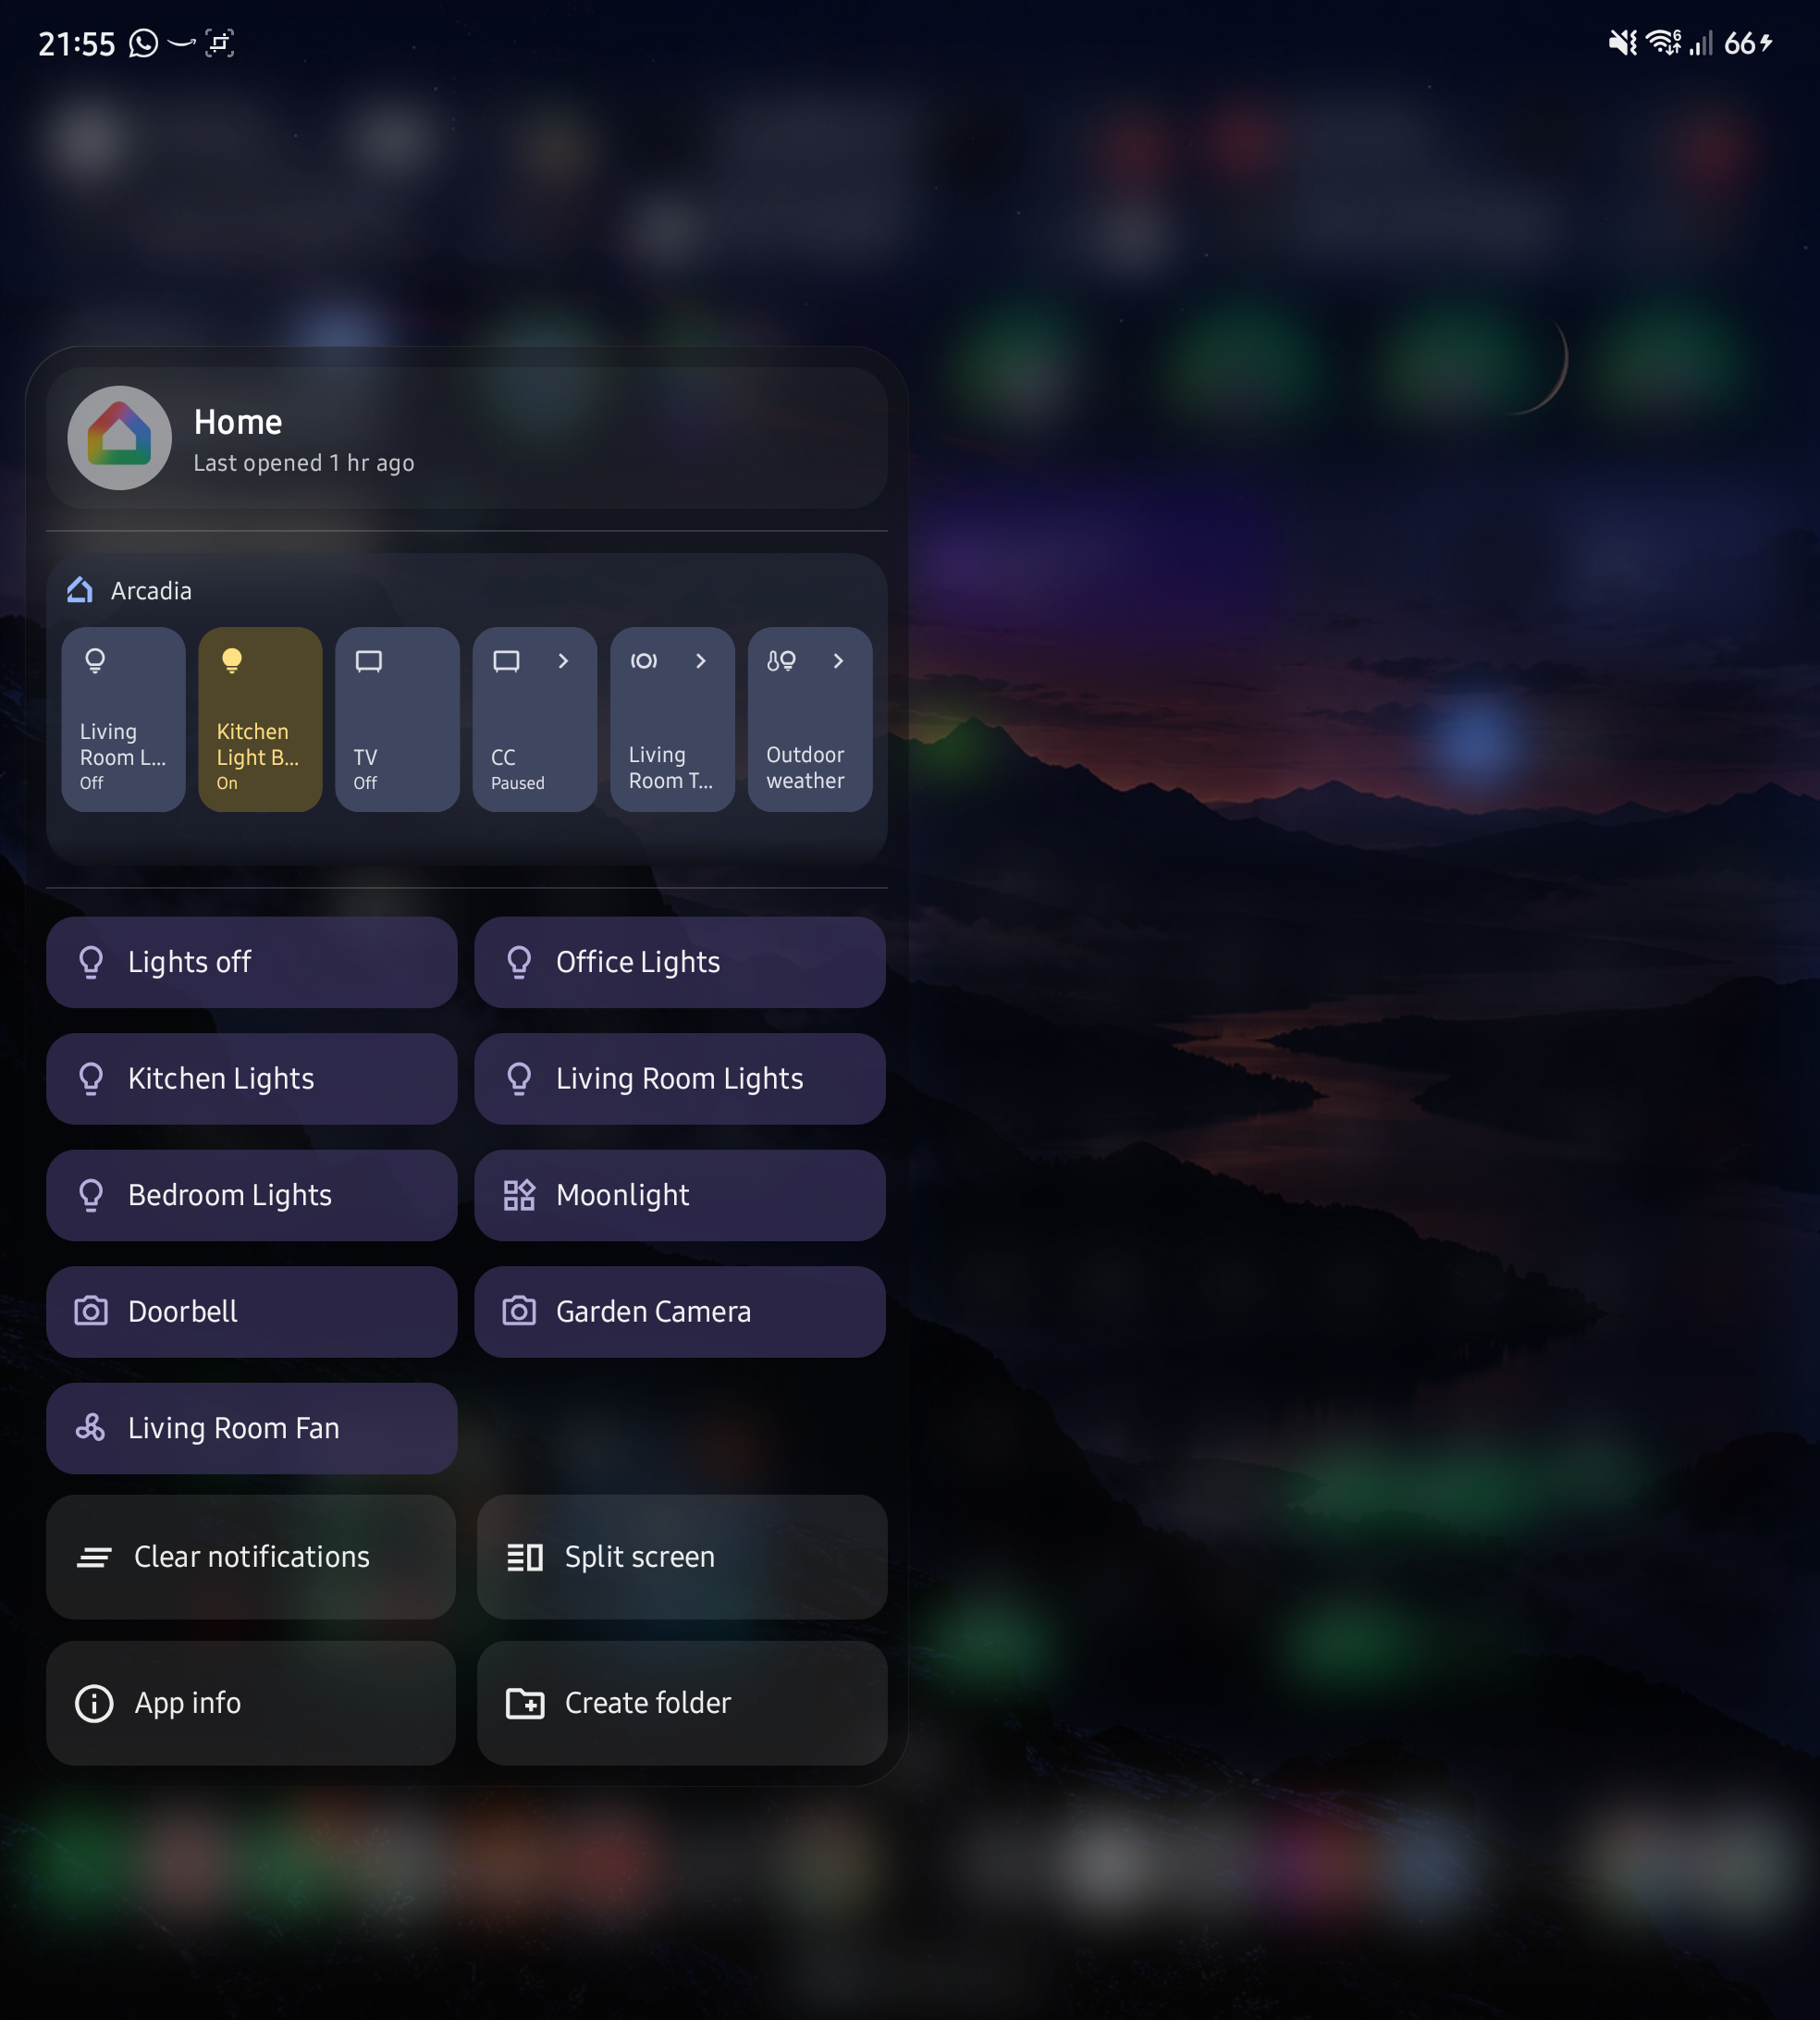 21:55
6
66
Home
Last opened 1 hr ago
Arcadia
Living
Room L...
Off
Kitchen
Light B...
On
TV
Off
CC
Paused
Living
Room T...
Outdoor
weather
Lights off
Office Lights
Kitchen Lights
Living Room Lights
Bedroom Lights
Moonlight
Doorbell
Garden Camera
Living Room Fan
Clear notifications
Split screen
App info
Create folder